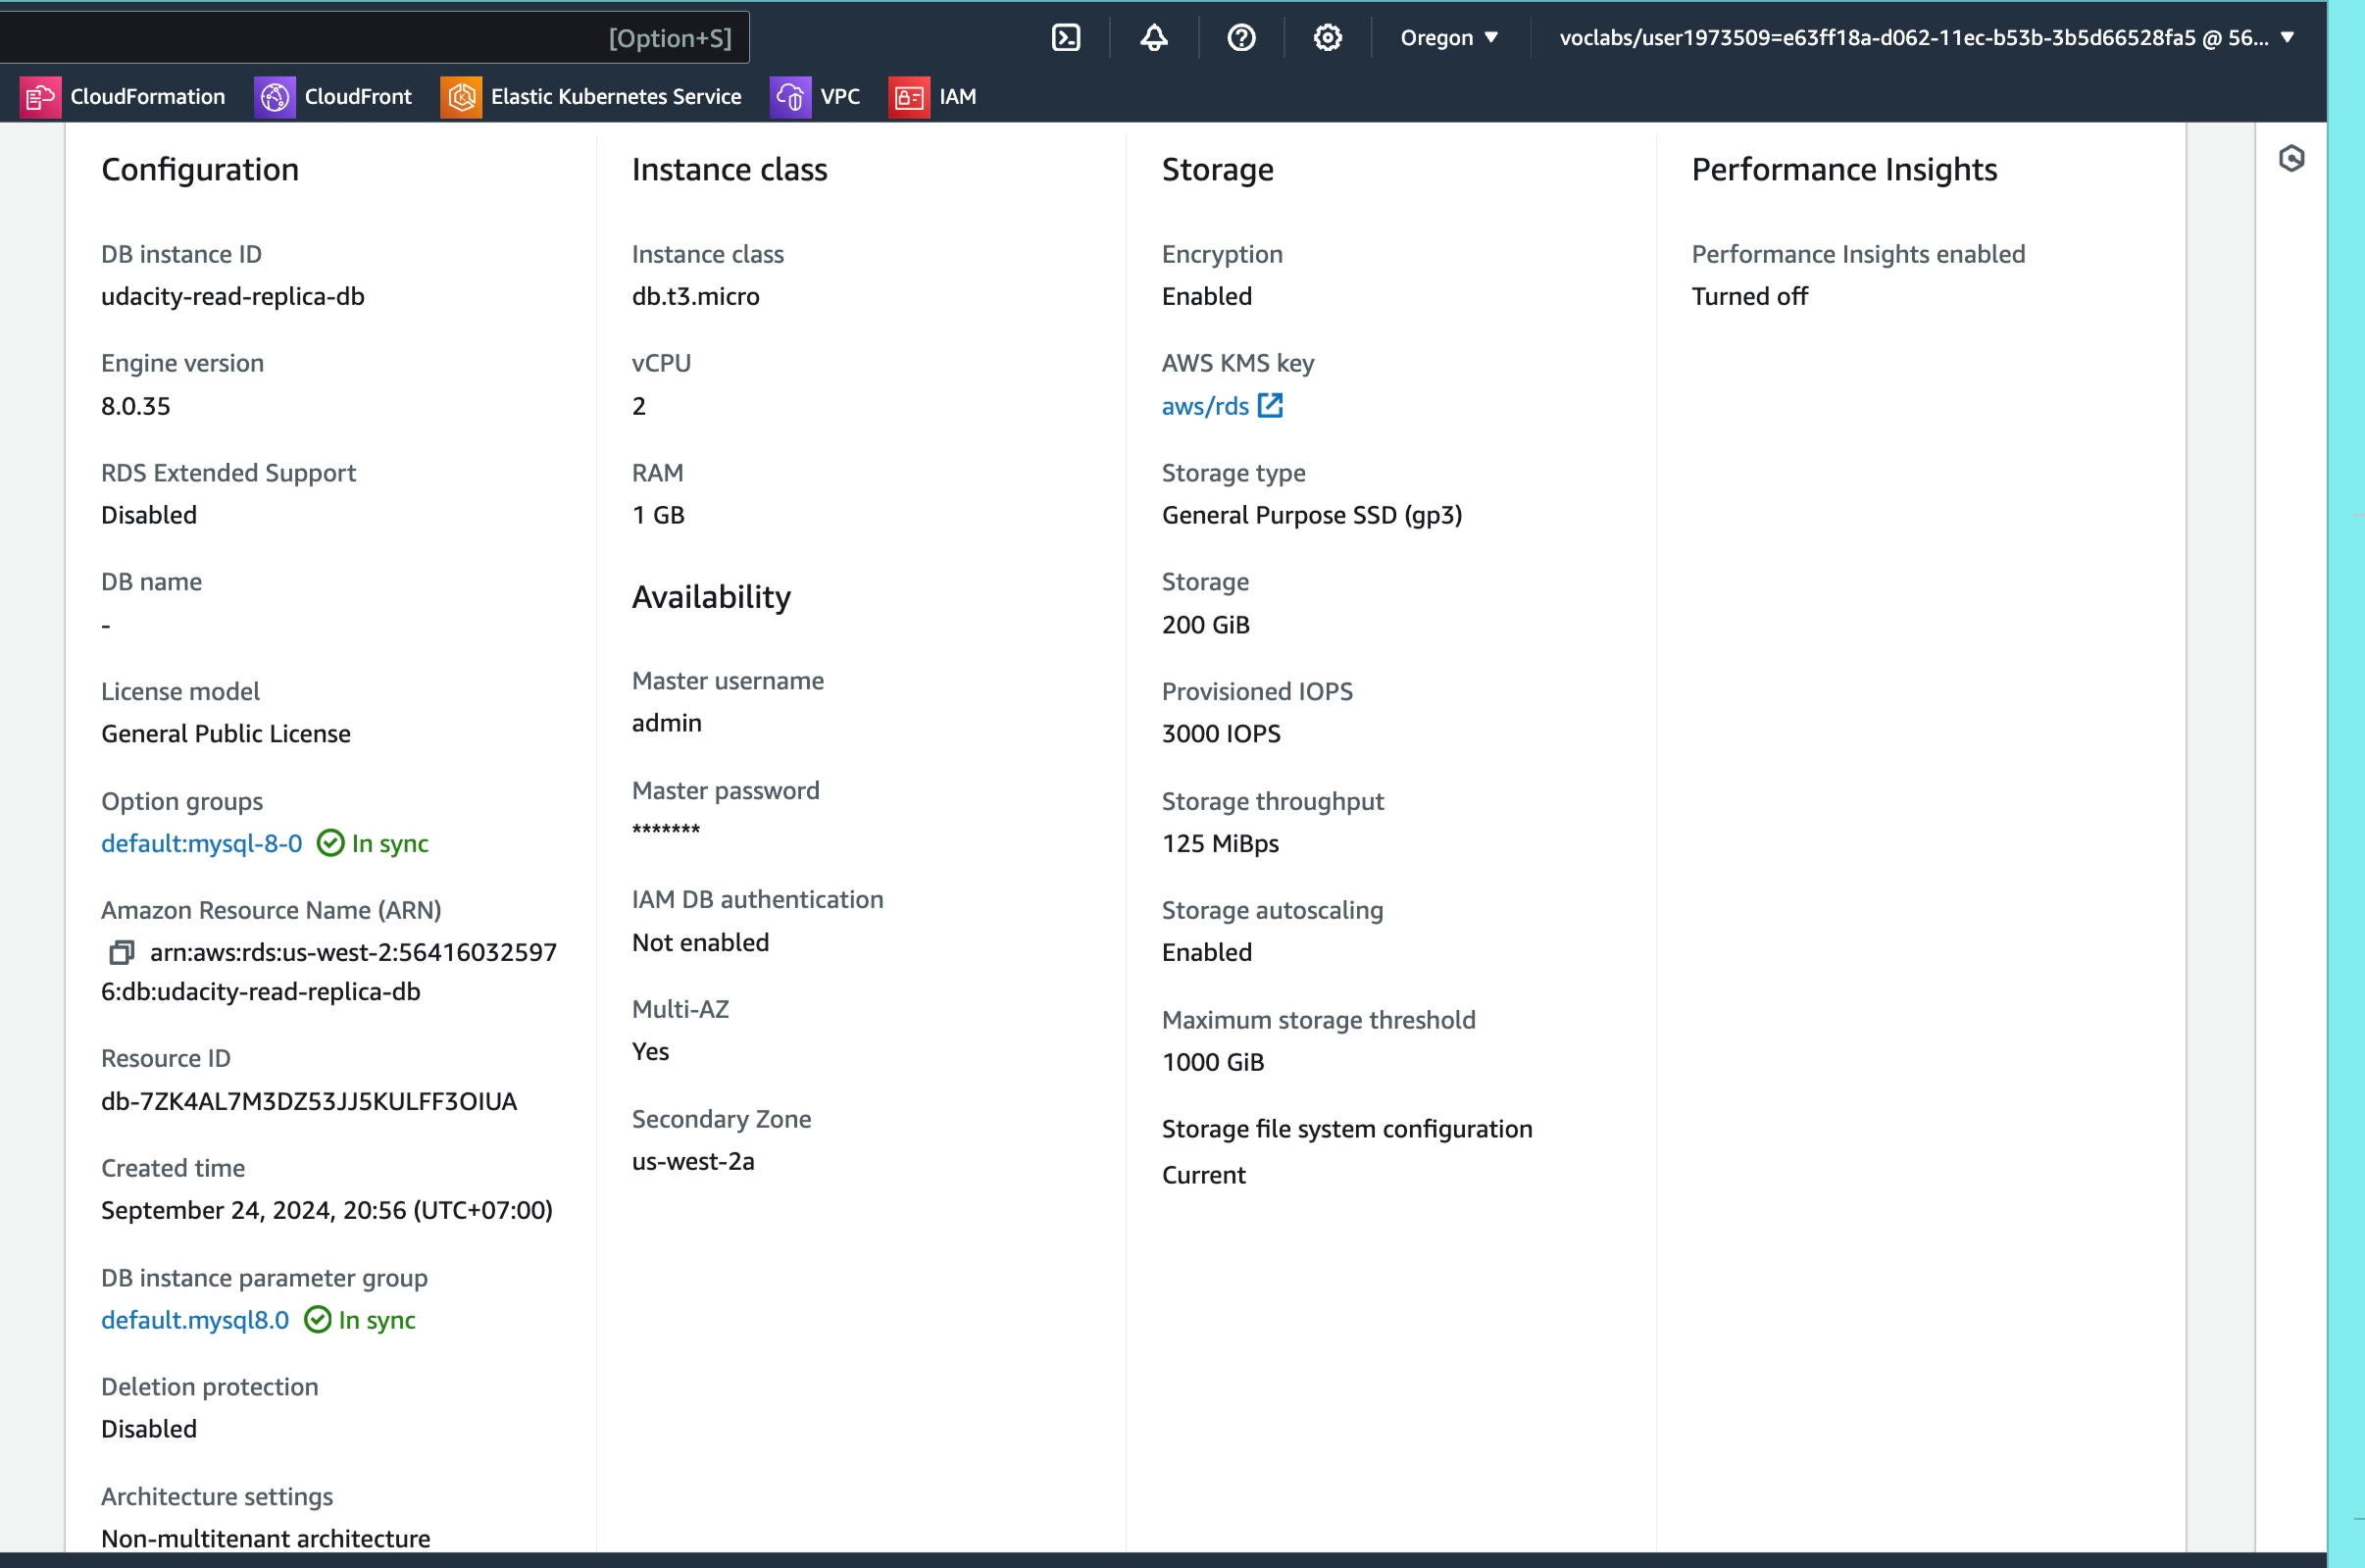 [Option+S]
Oregon ▼
voclabs/user1973509=e63ff18a-d062-11ec-b53b-3b5d66528fa5 @ 56... ▼
CloudFormation
CloudFront
Elastic Kubernetes Service
VPC
IAM
Configuration
DB instance ID
udacity-read-replica-db
Engine version
8.0.35
RDS Extended Support
Disabled
DB name
-
License model
General Public License
Option groups
default:mysql-8-0 In sync
Amazon Resource Name (ARN)
arn:aws:rds:us-west-2:56416032597
6:db:udacity-read-replica-db
Resource ID
db-7ZK4AL7M3DZ53JJ5KULFF3OIUA
Created time
September 24, 2024, 20:56 (UTC+07:00)
DB instance parameter group
default.mysql8.0 In sync
Deletion protection
Disabled
Architecture settings
Non-multitenant architecture
Instance class
Instance class
db.t3.micro
vCPU
2
RAM
1 GB
Availability
Master username
admin
Master password
*******
IAM DB authentication
Not enabled
Multi-AZ
Yes
Secondary Zone
us-west-2a
Storage
Encryption
Enabled
AWS KMS key
aws/rds
Storage type
General Purpose SSD (gp3)
Storage
200 GiB
Provisioned IOPS
3000 IOPS
Storage throughput
125 MiBps
Storage autoscaling
Enabled
Maximum storage threshold
1000 GiB
Storage file system configuration
Current
Performance Insights
Performance Insights enabled
Turned off